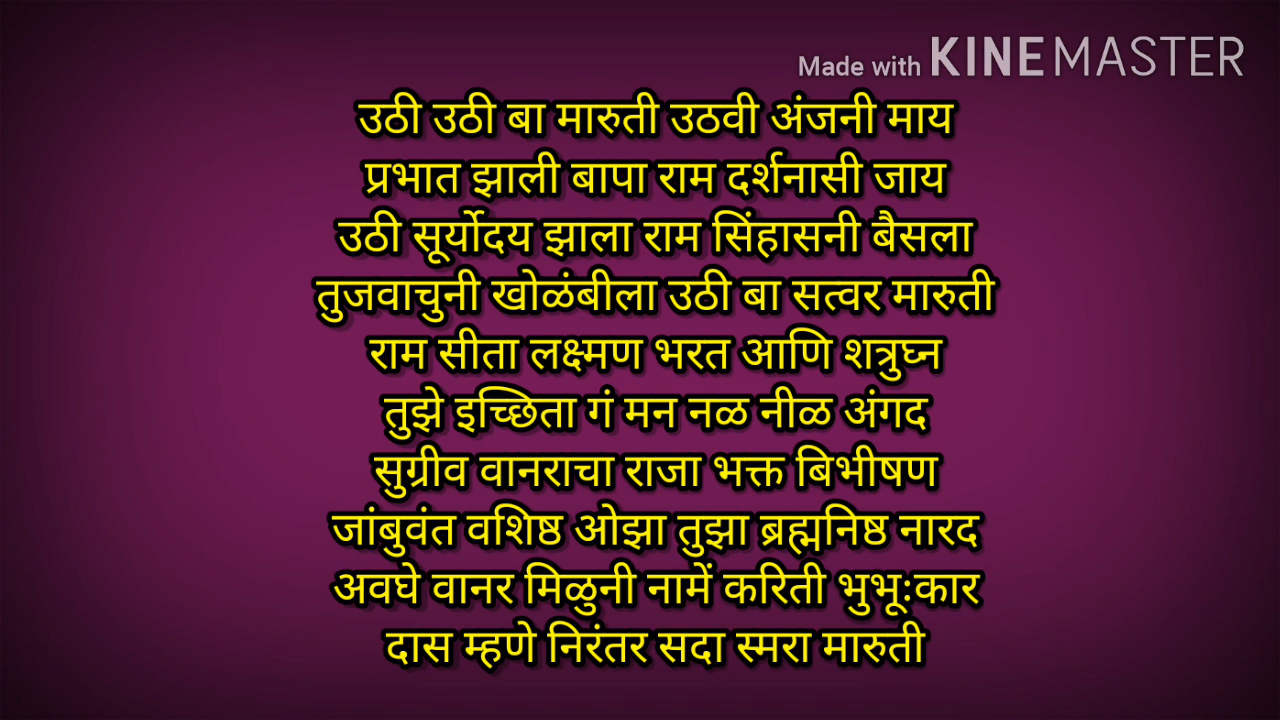 Made with KINEMASTER
उठी उठी बा मारुती उठवी अंजनी माय
प्रभात झाली बापा राम दर्शनासी जाय
उठी सूर्योदय झाला राम सिंहासनी बैसला
तुजवाचुनी खोळंबीला उठी बा सत्वर मारुती
राम सीता लक्ष्मण भरत आणि शत्रुघ्न
तुझे इच्छिता गं मन नळ नीळ अंगद
सुग्रीव वानराचा राजा भक्त बिभीषण
जांबुवंत वशिष्ठ ओझा तुझा ब्रह्मनिष्ठ नारद
अवघे वानर मिळुनी नामें करिती भुभू:कार
दास म्हणे निरंतर सदा स्मरा मारुती